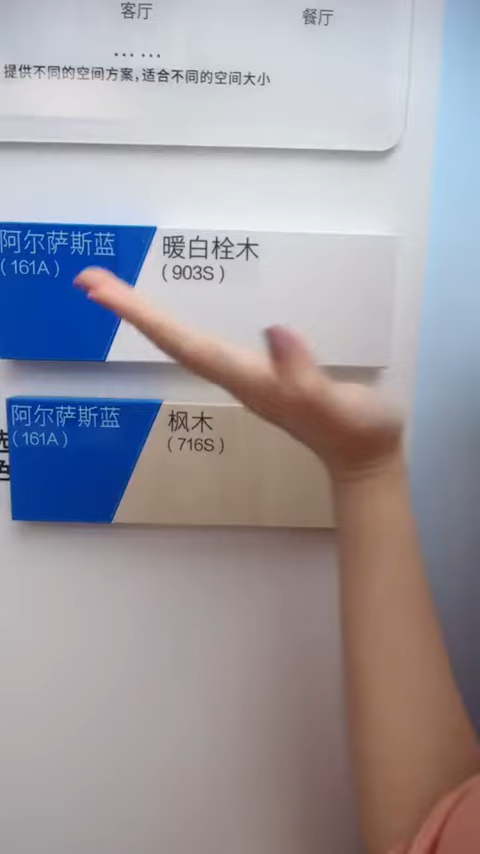 客厅
餐厅
……
提供不同的空间方案,适合不同的空间大小
阿尔萨斯蓝
(161A)
暖白栓木
(903S)
阿尔萨斯蓝
(161A)
枫木
(716S)
色